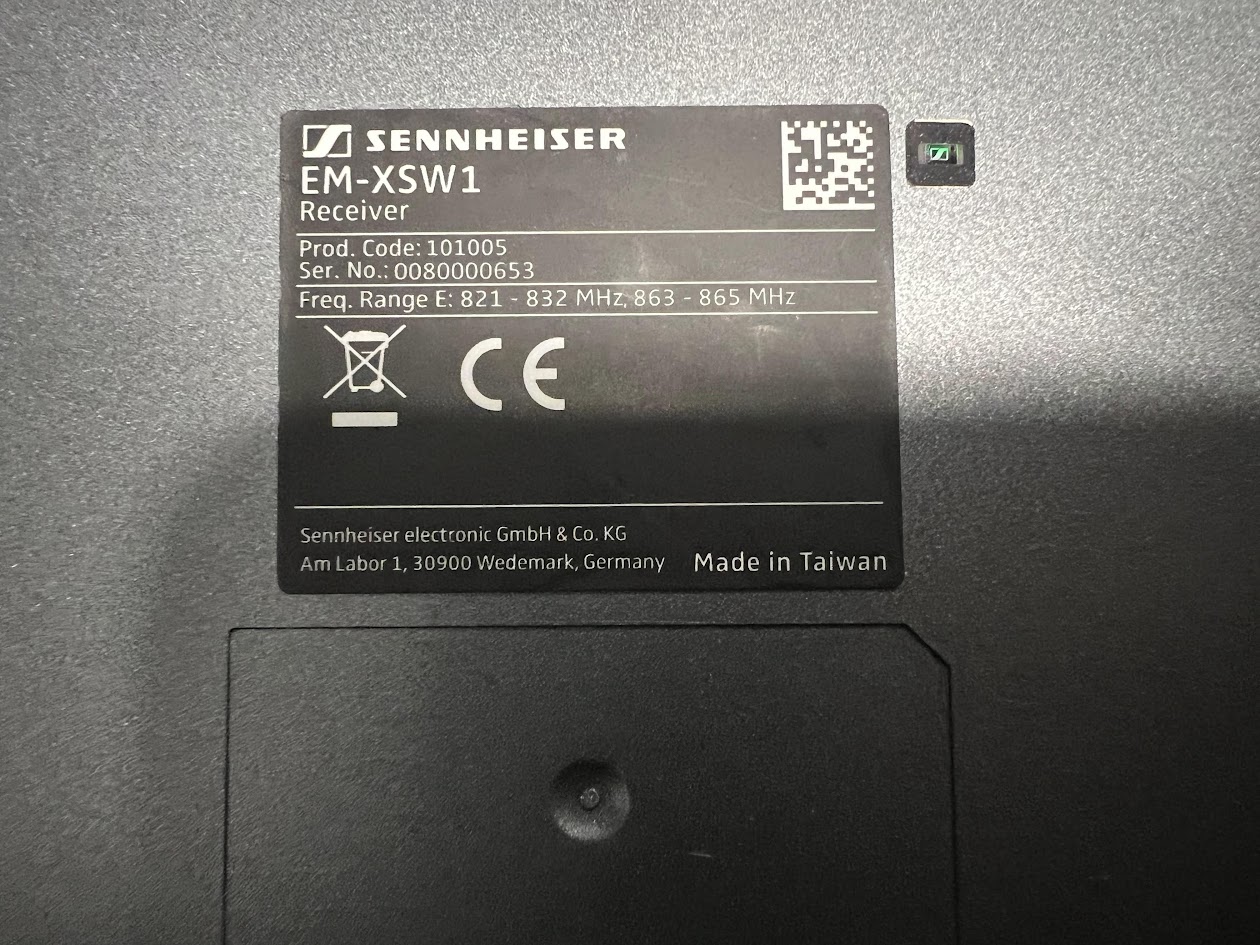 SENNHEISER
EM-XSW1
Receiver
Prod. Code: 101005
Ser. No.: 0080000653
Freq. Range E: 821 - 832 MHz, 863 - 865 MHz
CE
Sennheiser electronic GmbH & Co. KG
Am Labor 1, 30900 Wedemark, Germany
Made in Taiwan